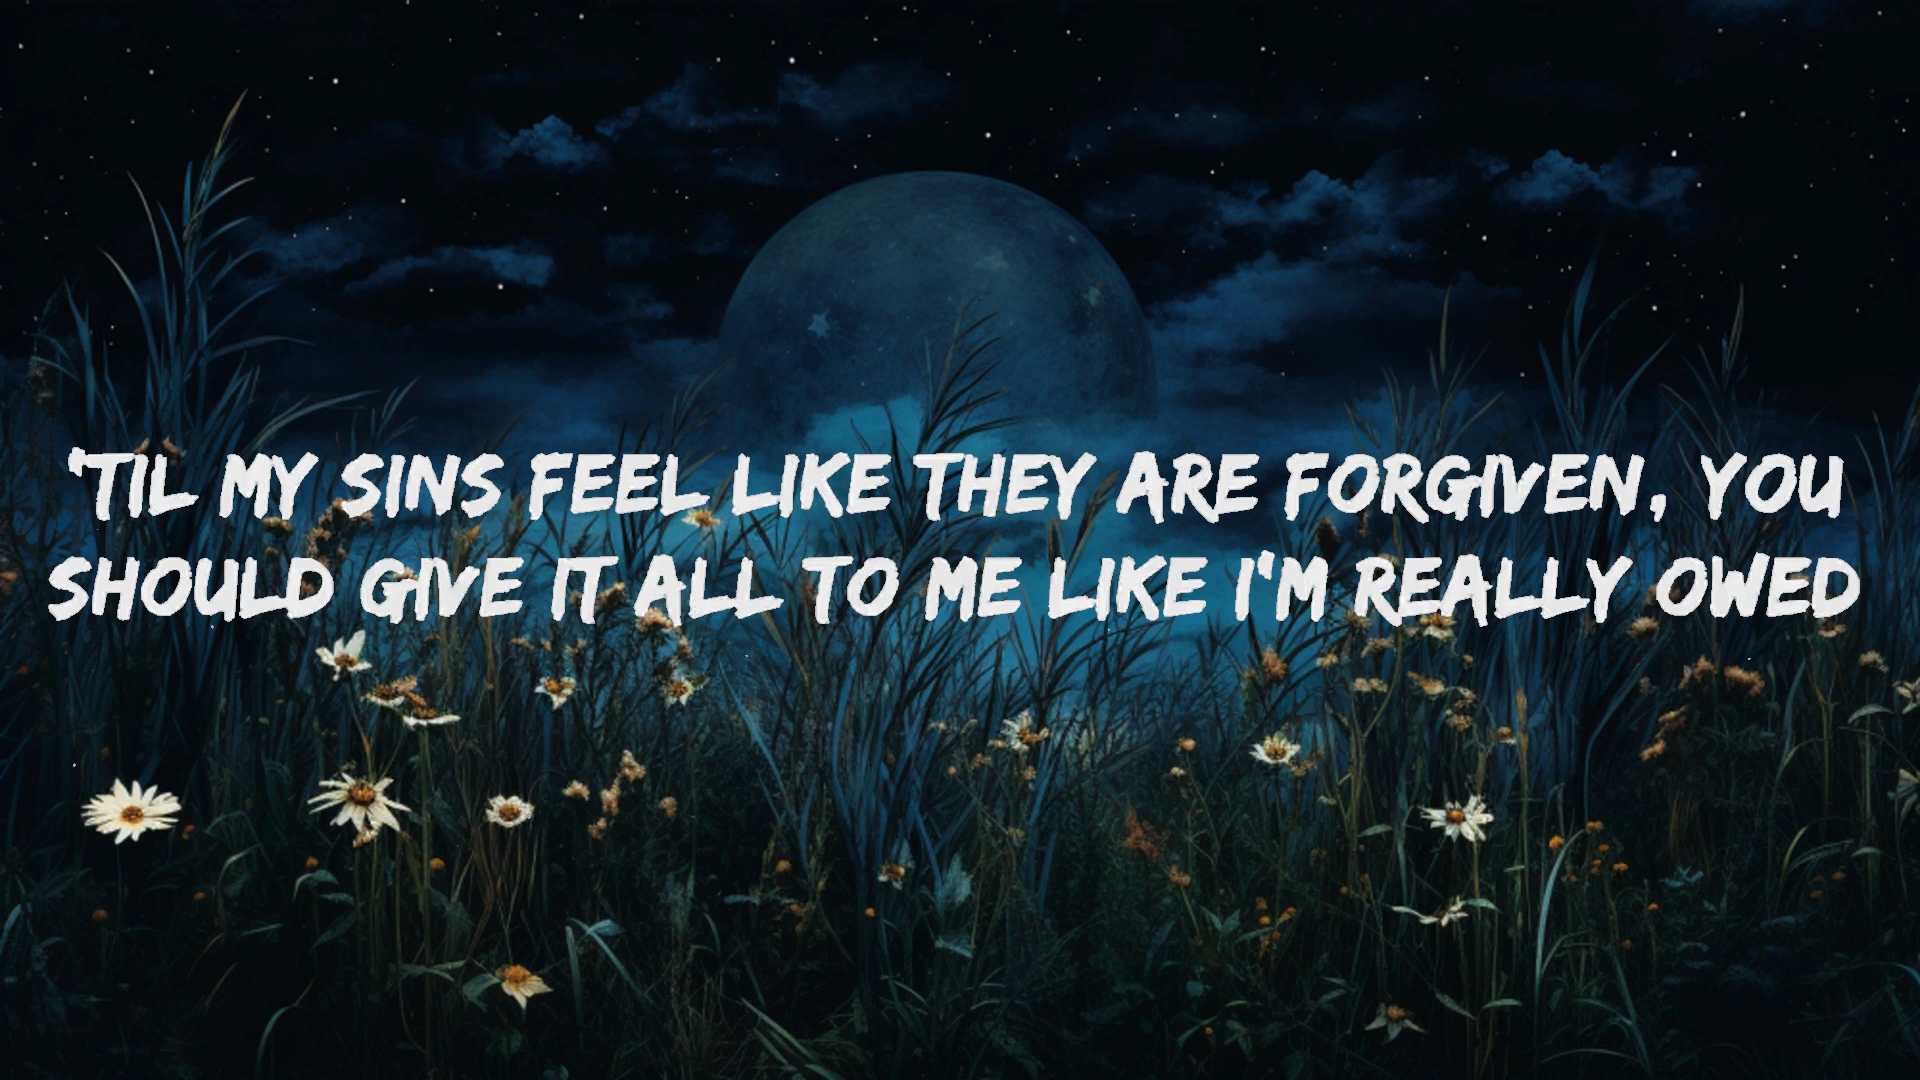 'TIL MY SINS FEEL LIKE THEY ARE FORGIVEN, YOU
SHOULD GIVE IT ALL TO ME LIKE I'M REALLY OWED